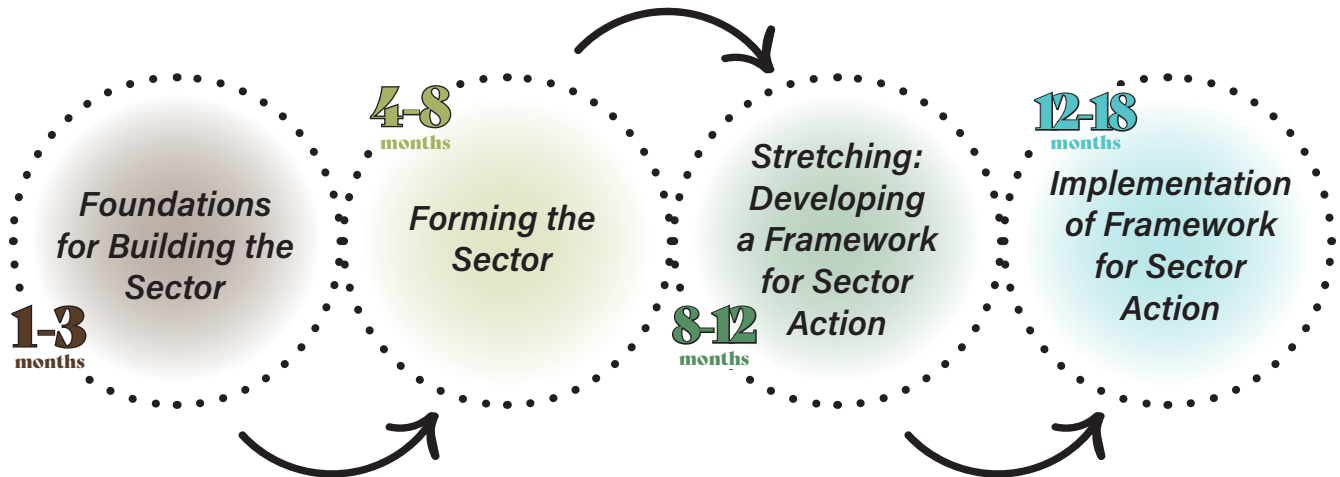 Foundations
for Building the
Sector
1-3
months
4-8
months
Forming the
Sector
Stretching:
Developing
a Framework
for Sector
Action
8-12
months
12-18
months
Implementation
of Framework
for Sector
Action